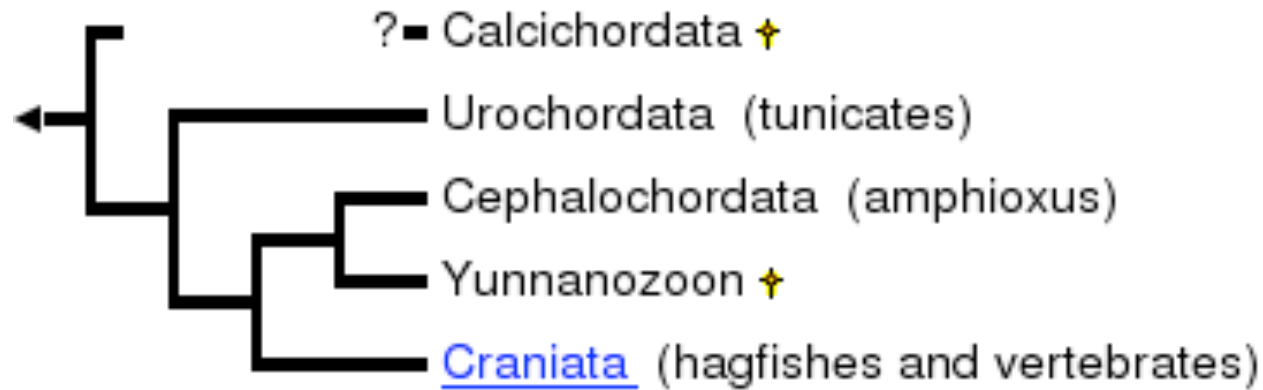 ? Calcichordata †
Urochordata (tunicates)
Cephalochordata (amphioxus)
Yunnanozoon †
Craniata (hagfishes and vertebrates)